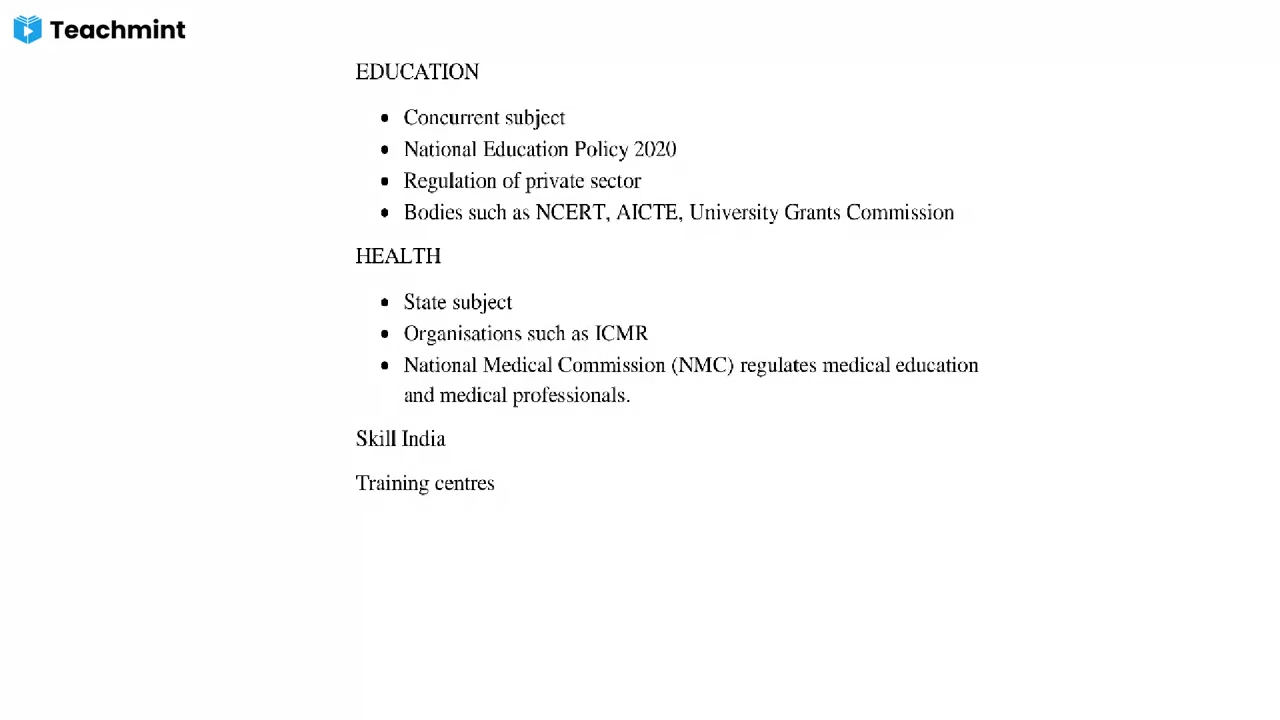 Teachmint
EDUCATION
• Concurrent subject
• National Education Policy 2020
• Regulation of private sector
• Bodies such as NCERT, AICTE, University Grants Commission
HEALTH
• State subject
• Organisations such as ICMR
• National Medical Commission (NMC) regulates medical education
and medical professionals.
Skill India
Training centres